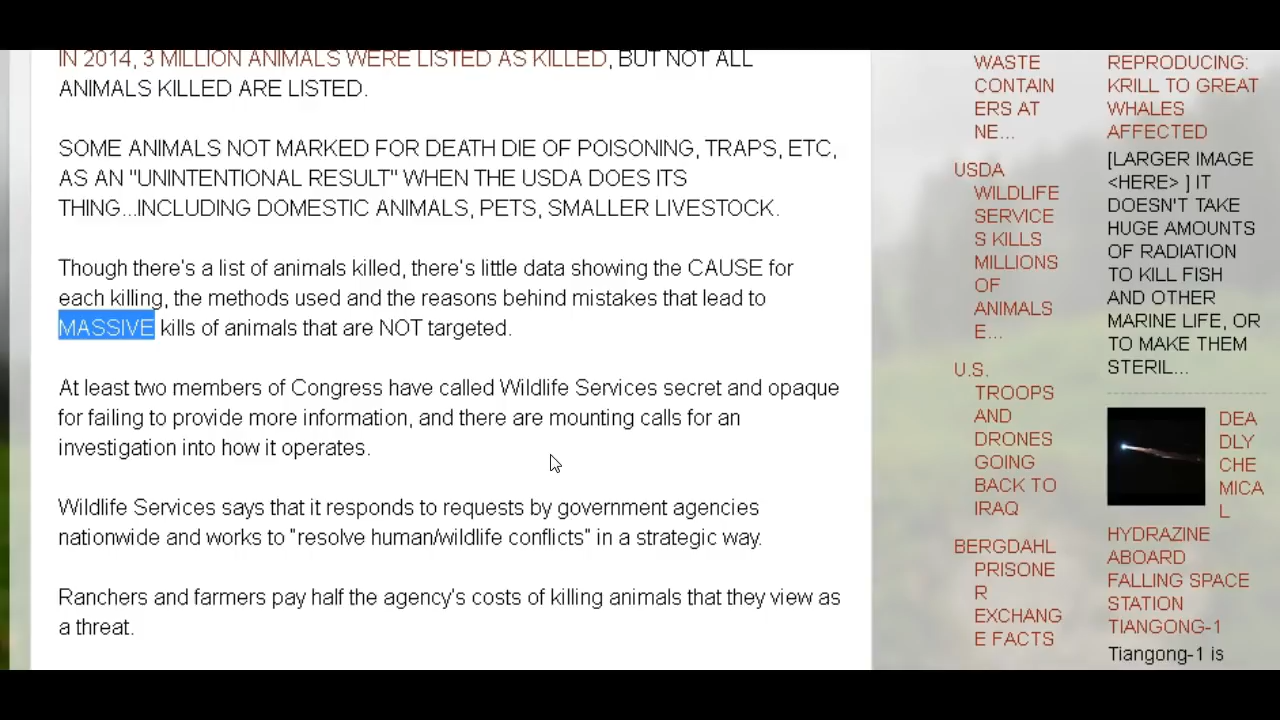 IN 2014, 3 MILLION ANIMALS WERE LISTED AS KILLED, BUT NOT ALL
ANIMALS KILLED ARE LISTED.
SOME ANIMALS NOT MARKED FOR DEATH DIE OF POISONING, TRAPS, ETC,
AS AN "UNINTENTIONAL RESULT" WHEN THE USDA DOES ITS
THING...INCLUDING DOMESTIC ANIMALS, PETS, SMALLER LIVESTOCK.
Though there's a list of animals killed, there's little data showing the CAUSE for
each killing, the methods used and the reasons behind mistakes that lead to
MASSIVE kills of animals that are NOT targeted.
At least two members of Congress have called Wildlife Services secret and opaque
for failing to provide more information, and there are mounting calls for an
investigation into how it operates.
Wildlife Services says that it responds to requests by government agencies
nationwide and works to "resolve human/wildlife conflicts" in a strategic way.
Ranchers and farmers pay half the agency's costs of killing animals that they view as
a threat.
WASTE
CONTAIN
ERS AT
NE...
USDA
WILDLIFE
SERVICE
S KILLS
MILLIONS
OF
ANIMALS
E...
U.S.
TROOPS
AND
DRONES
GOING
BACK TO
IRAQ
BERGDAHL
PRISONE
R
EXCHANG
E FACTS
REPRODUCING:
KRILL TO GREAT
WHALES
AFFECTED
[LARGER IMAGE
<HERE> ] IT
DOESN'T TAKE
HUGE AMOUNTS
OF RADIATION
TO KILL FISH
AND OTHER
MARINE LIFE, OR
TO MAKE THEM
STERIL...
DEA
DLY
CHE
MICA
L
HYDRAZINE
ABOARD
FALLING SPACE
STATION
TIANGONG-1
Tiangong-1 is